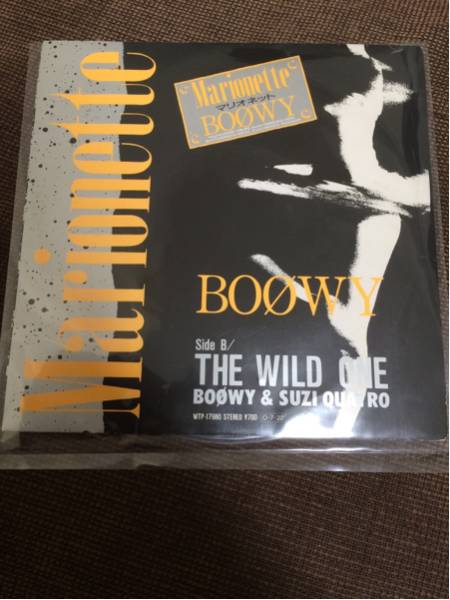 Marionette
Marionette
マリオネット
BOØWY
BOØWY
Side B/
THE WILD ONE
BOØWY & SUZI QUATRO
WTP-17980 STEREO ¥700